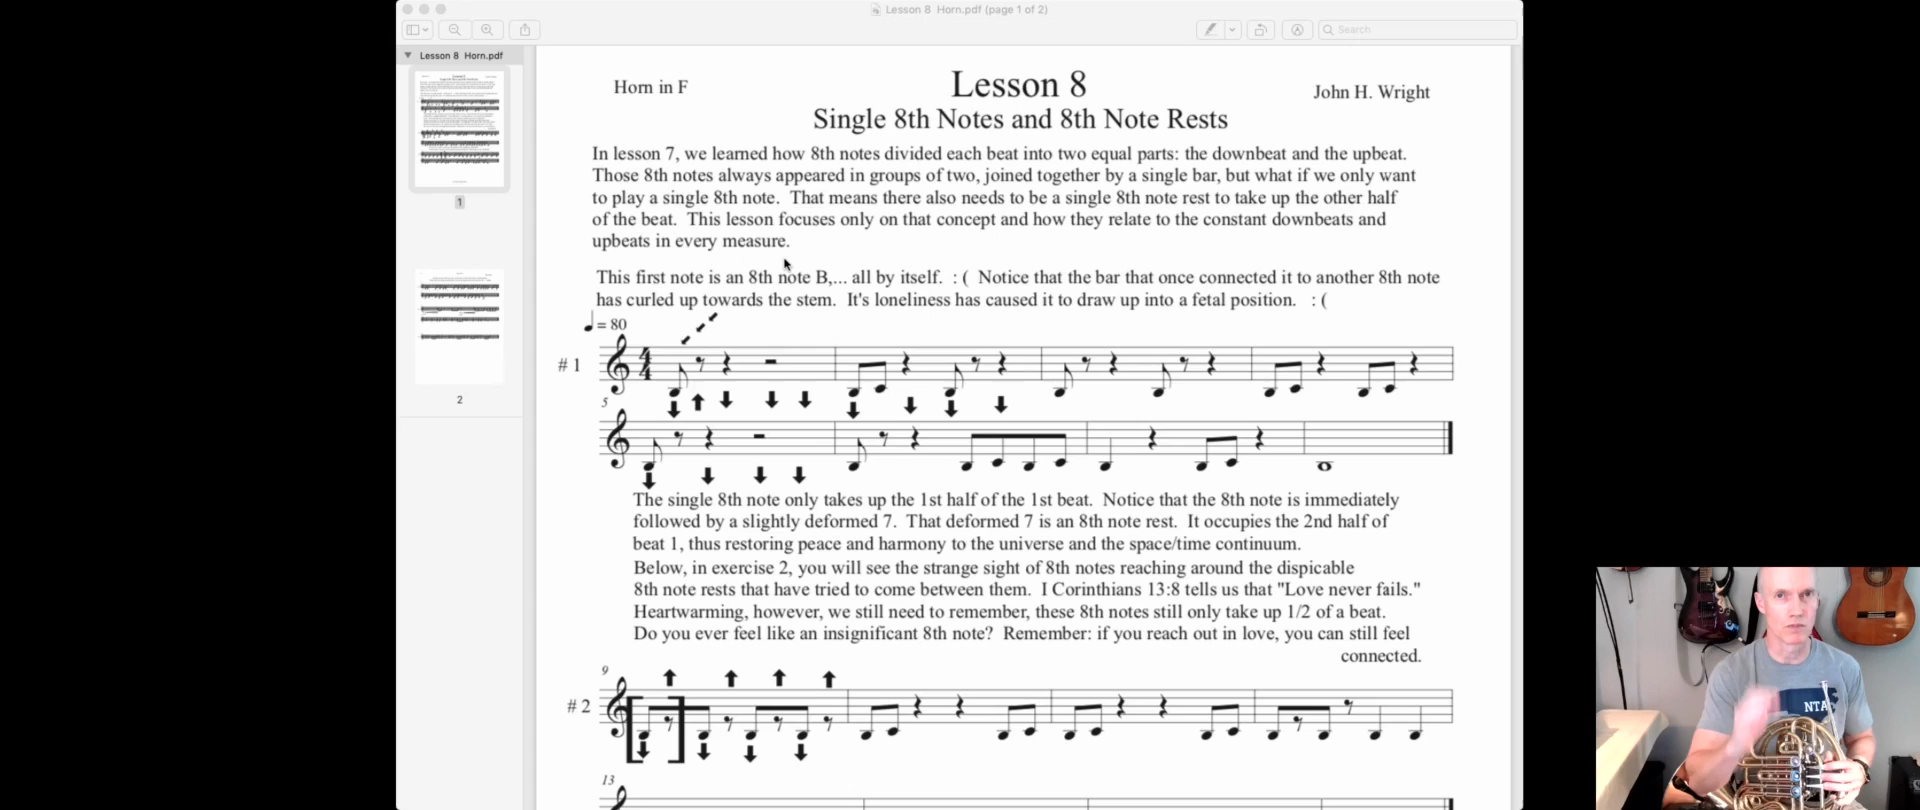 Lesson 8 Horn.pdf (page 1 of 2)
Search
Lesson 8 Horn.pdf
1
2
Horn in F
Lesson 8
John H. Wright
Single 8th Notes and 8th Note Rests
In lesson 7, we learned how 8th notes divided each beat into two equal parts: the downbeat and the upbeat.
Those 8th notes always appeared in groups of two, joined together by a single bar, but what if we only want
to play a single 8th note. That means there also needs to be a single 8th note rest to take up the other half
of the beat. This lesson focuses only on that concept and how they relate to the constant downbeats and
upbeats in every measure.
This first note is an 8th note B,... all by itself. : ( Notice that the bar that once connected it to another 8th note
has curled up towards the stem. It's loneliness has caused it to draw up into a fetal position. : (
= 80
# 1
4
4
5
The single 8th note only takes up the 1st half of the 1st beat. Notice that the 8th note is immediately
followed by a slightly deformed 7. That deformed 7 is an 8th note rest. It occupies the 2nd half of
beat 1, thus restoring peace and harmony to the universe and the space/time continuum.
Below, in exercise 2, you will see the strange sight of 8th notes reaching around the dispicable
8th note rests that have tried to come between them. I Corinthians 13:8 tells us that "Love never fails."
Heartwarming, however, we still need to remember, these 8th notes still only take up 1/2 of a beat.
Do you ever feel like an insignificant 8th note? Remember: if you reach out in love, you can still feel
connected.
9
# 2
13
NTA